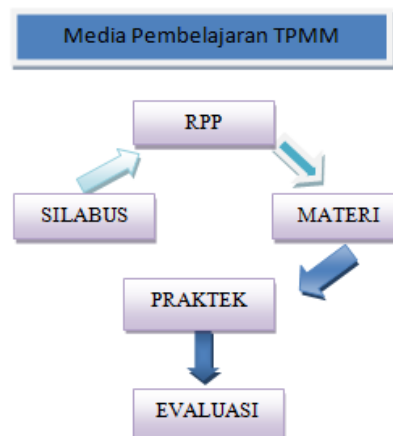 Media Pembelajaran TPMM
RPP
SILABUS
MATERI
PRAKTEK
EVALUASI